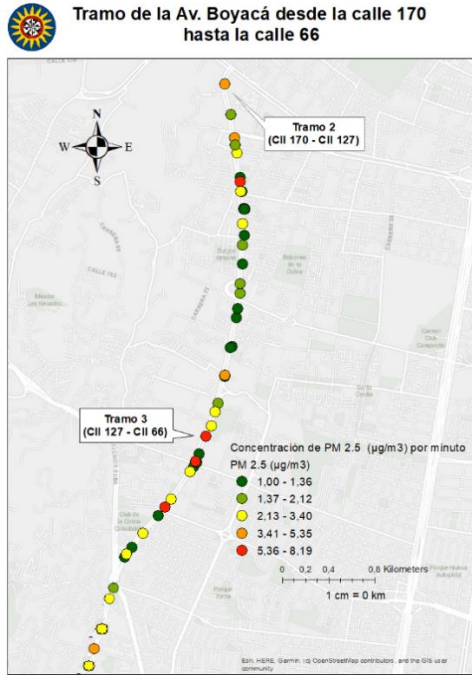 Tramo de la Av. Boyacá desde la calle 170
hasta la calle 66
N
W
E
S
Tramo 2
(Cll 170 - Cll 127)
CALLE 152
Tramo 3
(Cll 127 - Cll 66)
Concentración de PM 2.5 (µg/m3) por minuto
PM 2.5 (µg/m3)
1,00 - 1,36
1,37 - 2,12
2,13 - 3,40
3,41 - 5,35
5,36 - 8,19
0 0,2 0,4 0,8 Kilometers
1 cm = 0 km
Esri, HERE, Garmin, (c) OpenStreetMap contributors, and the GIS user
community